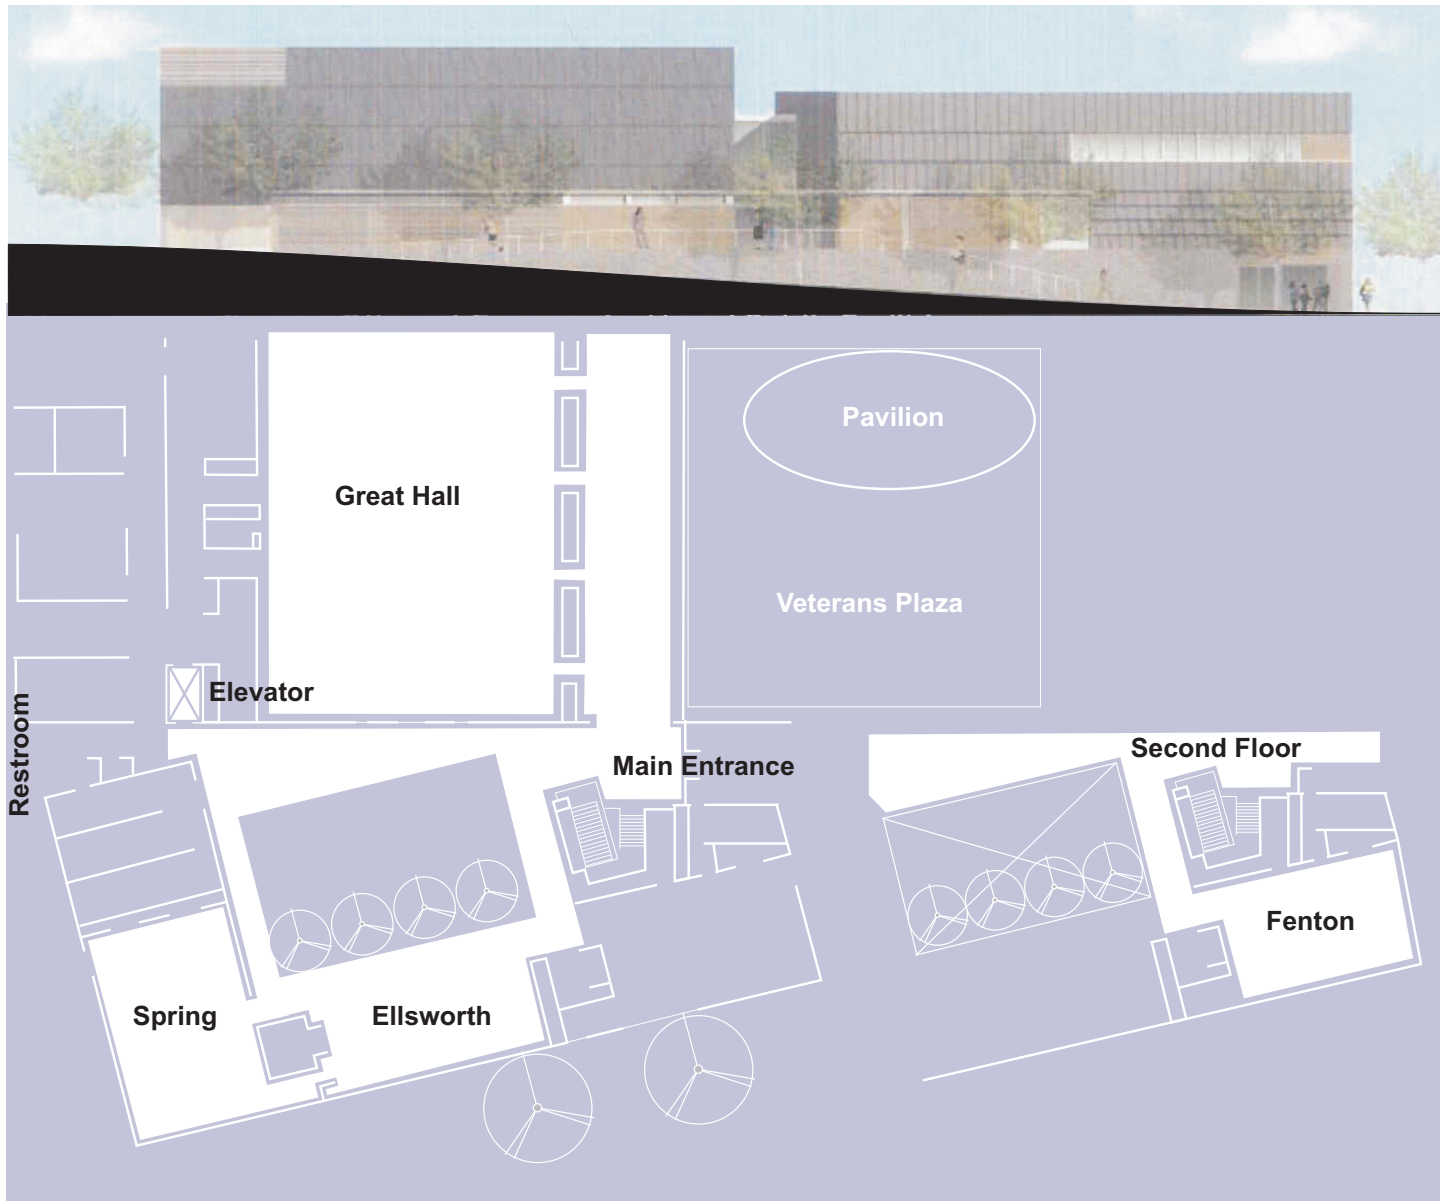 Pavilion
Great Hall
Veterans Plaza
Elevator
Restroom
Main Entrance
Second Floor
Fenton
Spring
Ellsworth